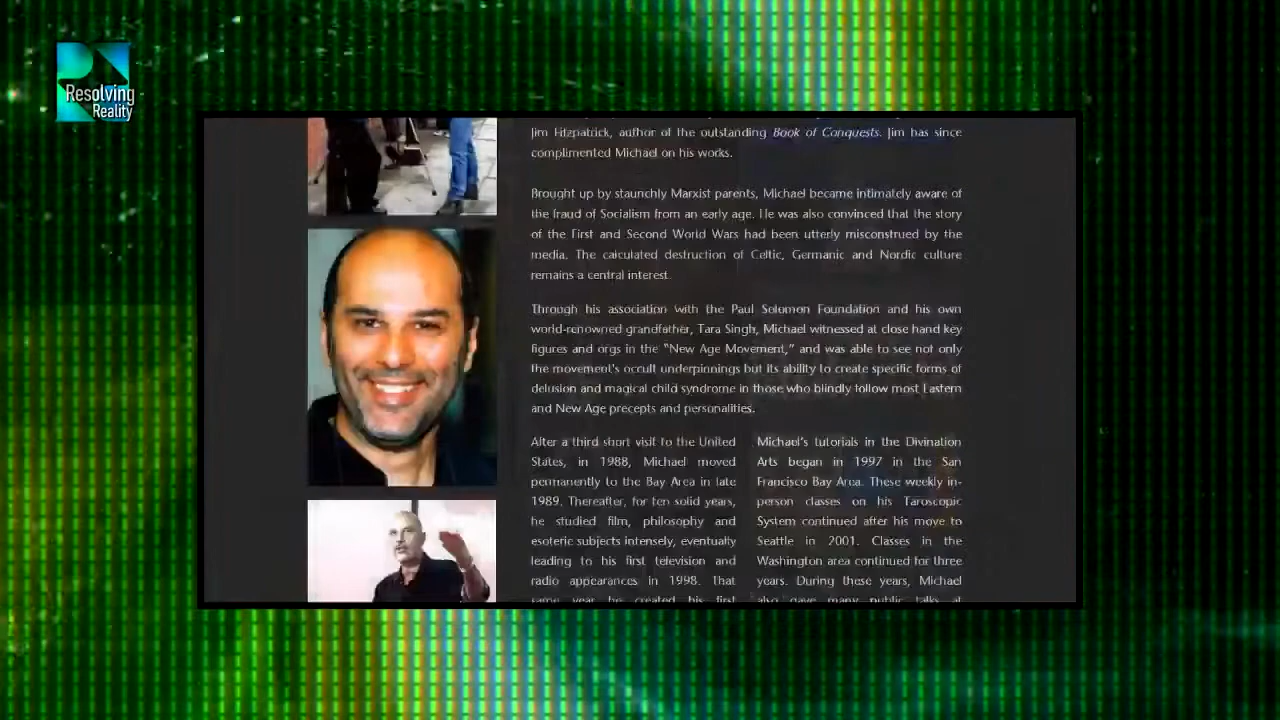 Resolving
Reality
Jim Fitzpatrick, author of the outstanding Book of Conquests. Jim has since
complimented Michael on his works.
Brought up by staunchly Marxist parents, Michael became intimately aware of
the fraud of Socialism from an early age. He was also convinced that the story
of the First and Second World Wars had been utterly misconstrued by the
media. The calculated destruction of Celtic, Germanic and Nordic culture
remains a central interest.
Through his association with the Paul Solomon Foundation and his own
world-renowned grandfather, Tara Singh, Michael witnessed at close hand key
figures and orgs in the “New Age Movement,” and was able to see not only
the movement's occult underpinnings but its ability to create specific forms of
delusion and magical child syndrome in those who blindly follow most Eastern
and New Age precepts and personalities.
After a third short visit to the United
States, in 1988, Michael moved
permanently to the Bay Area in late
1989. Thereafter, for ten solid years,
he studied film, philosophy and
esoteric subjects intensely, eventually
leading to his first television and
radio appearances in 1998. That
same year he created his first
Michael's tutorials in the Divination
Arts began in 1997 in the San
Francisco Bay Area. These weekly in-
person classes on his Taroscopic
System continued after his move to
Seattle in 2001. Classes in the
Washington area continued for three
years. During these years, Michael
also gave many public talks at